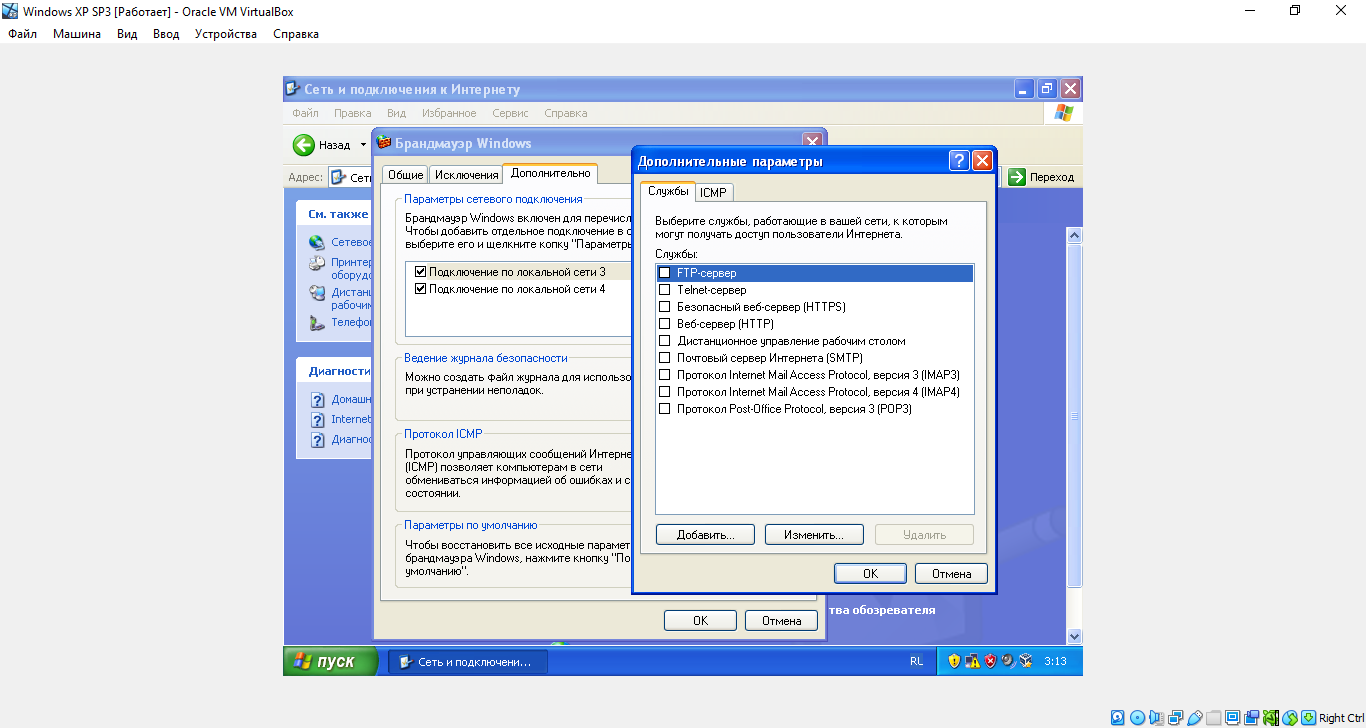 Windows XP SP3 [Работает] - Oracle VM VirtualBox
Файл Машина Вид Ввод Устройства Справка
Сеть и подключения к Интернету
Файл Правка Вид Избранное Сервис Справка
Назад
Адрес:
Переход
См. также
Диагности
Internet
тва обозревателя
Брандмауэр Windows
Общие Исключения Дополнительно
Параметры сетевого подключения
Брандмауэр Windows включен для перечисл
Чтобы добавить отдельное подключение в с
выберите его и щелкните копку "Параметры
Подключение по локальной сети 3
Подключение по локальной сети 4
Ведение журнала безопасности
Можно создать файл журнала для использо
при устранении неполадок.
Протокол ICMP
Протокол управляющих сообщений Интерне
(ICMP) позволяет компьютерам в сети
обмениваться информацией об ошибках и с
состоянии.
Параметры по умолчанию
Чтобы восстановить все исходные парамет
брандмауэра Windows, нажмите кнопку "По
умолчанию".
OK Отмена
Дополнительные параметры
Службы ICMP
Выберите службы, работающие в вашей сети, к которым
могут получать доступ пользователи Интернета.
Службы:
FTP-сервер
Telnet-сервер
Безопасный веб-сервер (HTTPS)
Веб-сервер (HTTP)
Дистанционное управление рабочим столом
Почтовый сервер Интернета (SMTP)
Протокол Internet Mail Access Protocol, версия 3 (IMAP3)
Протокол Internet Mail Access Protocol, версия 4 (IMAP4)
Протокол Post-Office Protocol, версия 3 (POP3)
Добавить... Изменить... Удалить
OK Отмена
пуск Сеть и подключени... RL 3:13
Right Ctrl